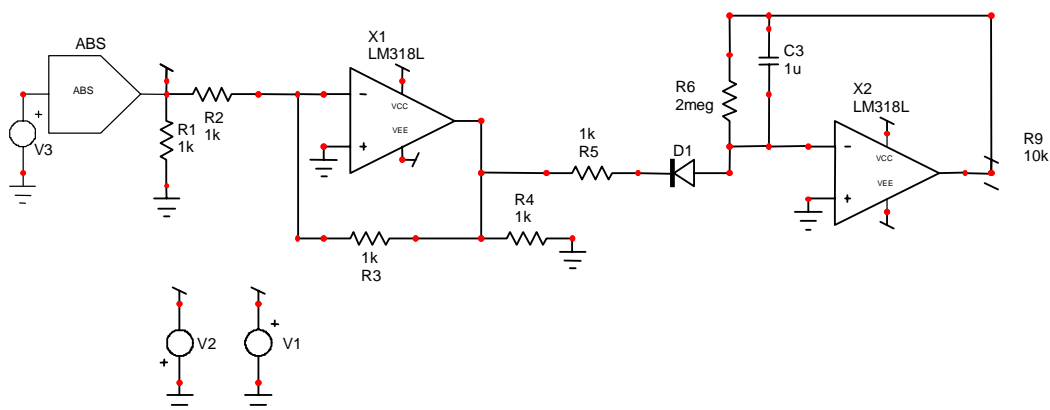 ABS
ABS
+
V3
R1
1k
R2
1k
X1
LM318L
VCC
VEE
1k
R3
R4
1k
1k
R5
D1
R6
2meg
C3
1u
X2
LM318L
VCC
VEE
R9
10k
V2
+
V1
+